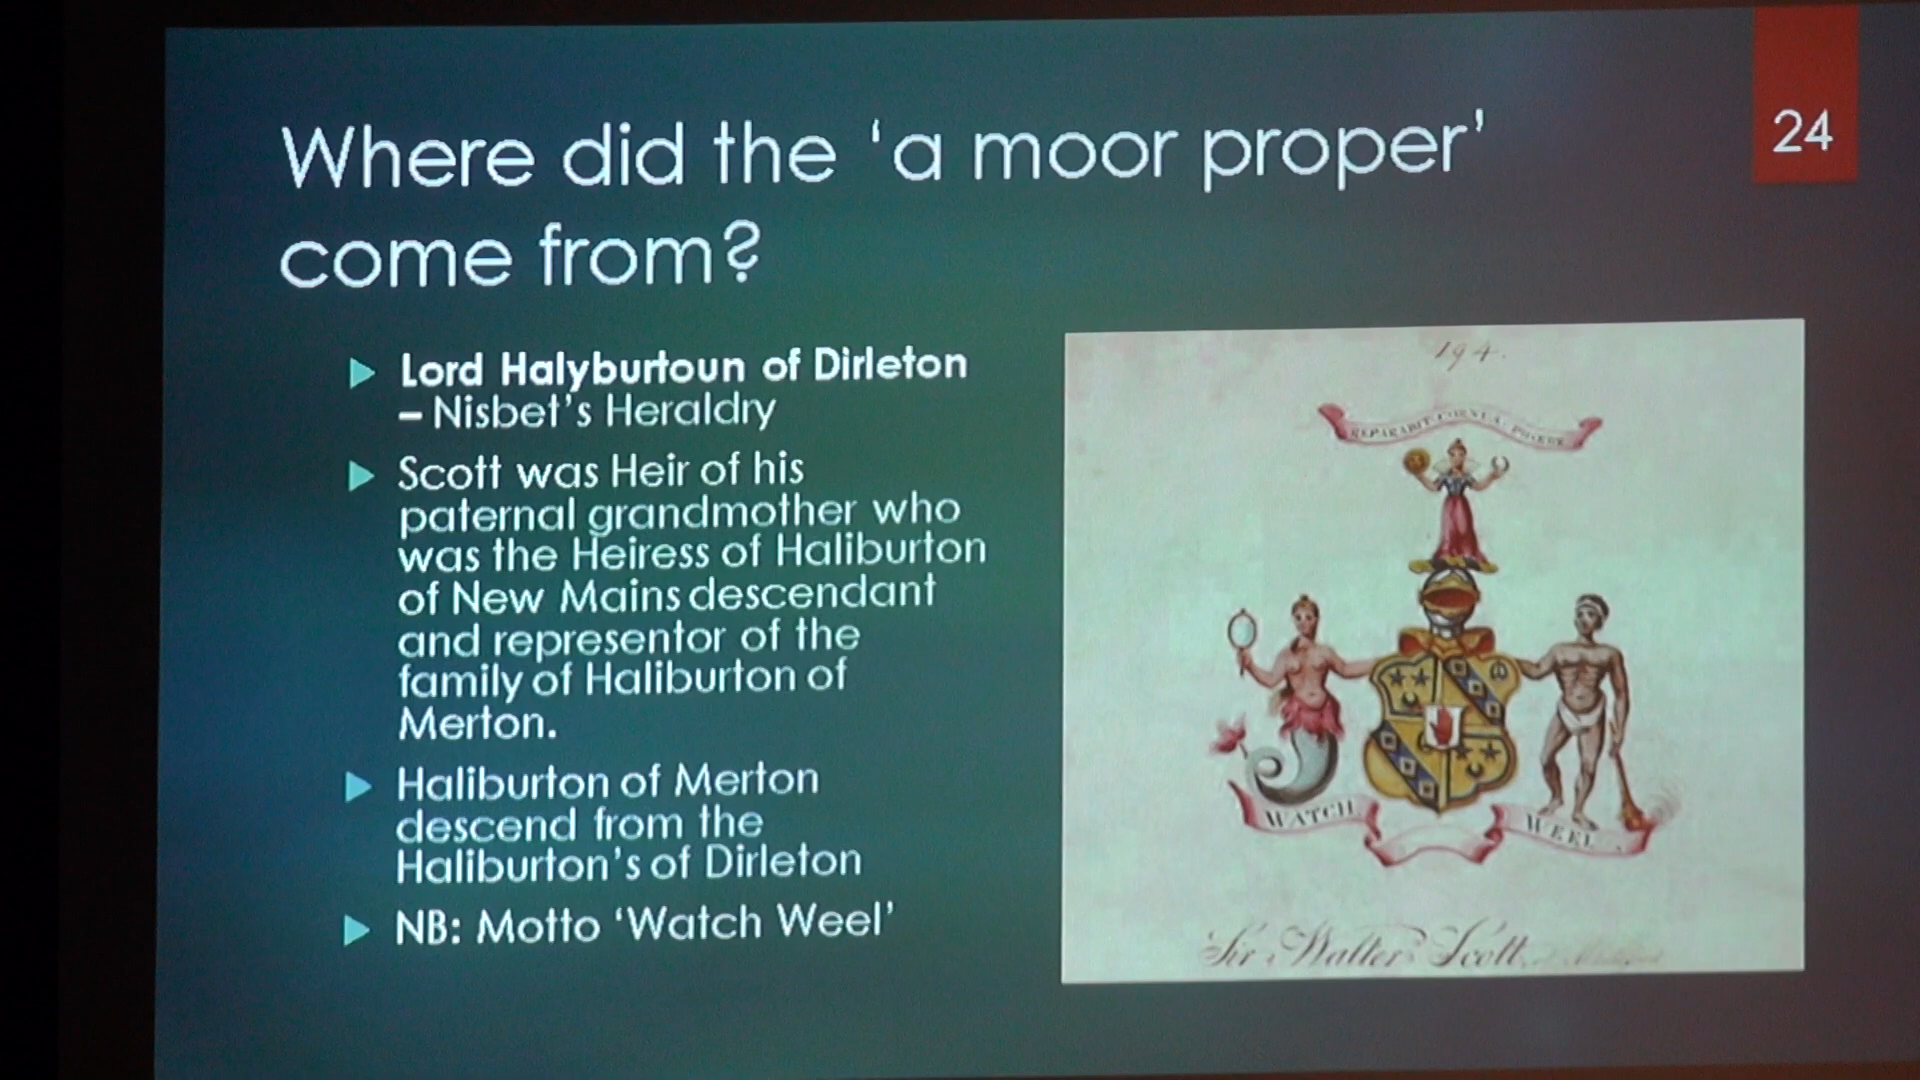 24
Where did the ‘a moor proper’
come from?
Lord Halyburtoun of Dirleton
– Nisbet’s Heraldry
Scott was Heir of his
paternal grandmother who
was the Heiress of Haliburton
of New Mains descendant
and representor of the
family of Haliburton of
Merton.
Haliburton of Merton
descend from the
Haliburton’s of Dirleton
NB: Motto ‘Watch Weel’
194.
REPARABIT CORNUA PHOEBE
WATCH WEEL
Sir Walter Scott